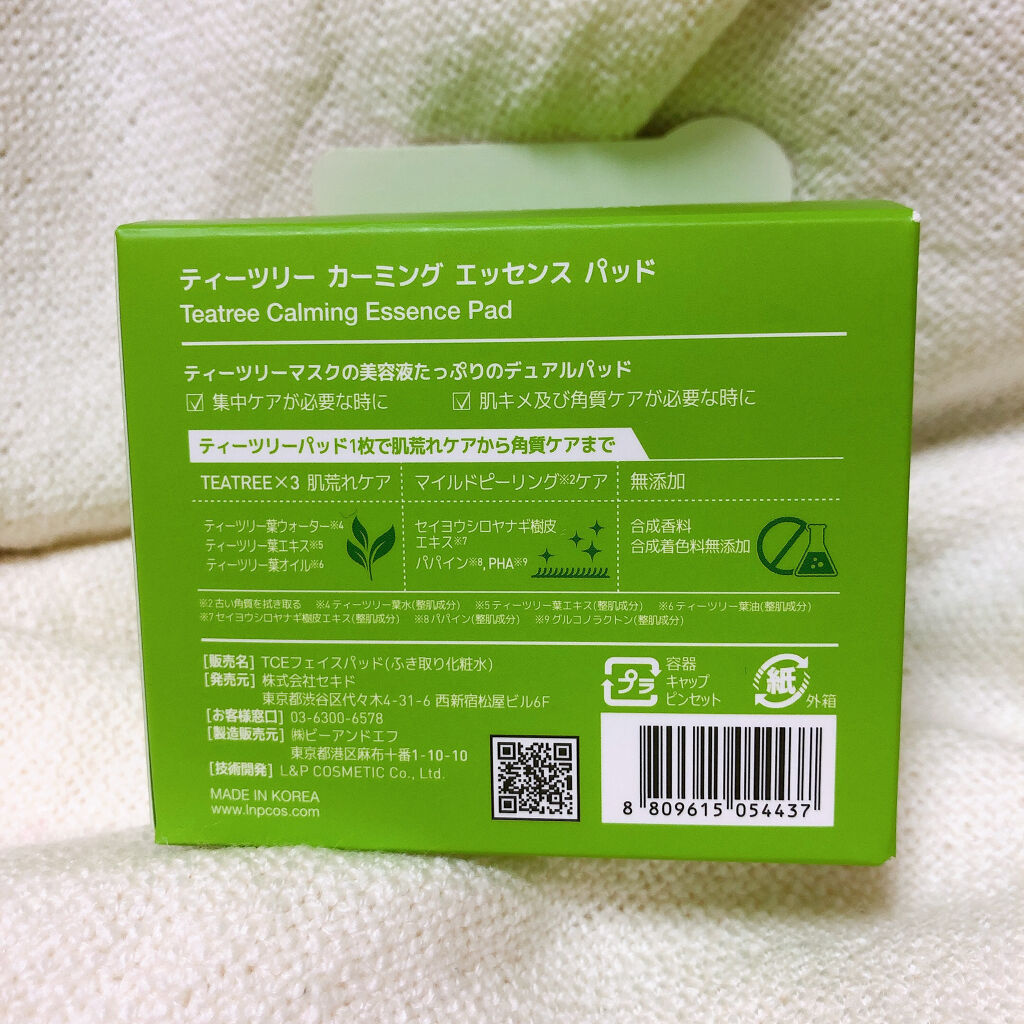 ティーツリー カーミング エッセンス パッド
Teatree Calming Essence Pad
ティーツリーマスクの美容液たっぷりのデュアルパッド
☑ 集中ケアが必要な時に ☑ 肌キメ及び角質ケアが必要な時に
ティーツリーパッド1枚で肌荒れケアから角質ケアまで
TEATREE×3 肌荒れケア
ティーツリー葉ウォーター※4
ティーツリー葉エキス※5
ティーツリー葉オイル※6
マイルドピーリング※2ケア
セイヨウシロヤナギ樹皮
エキス※7
パパイン※8, PHA※9
無添加
合成香料
合成着色料無添加
※2 古い角質を拭き取る ※4 ティーツリー葉水(整肌成分) ※5 ティーツリー葉エキス(整肌成分) ※6 ティーツリー葉油(整肌成分)
※7 セイヨウシロヤナギ樹皮エキス(整肌成分) ※8 パパイン(整肌成分) ※9 グルコノラクトン(整肌成分)
[販売名] TCEフェイスパッド(ふき取り化粧水)
[発売元] 株式会社セキド
東京都渋谷区代々木4-31-6 西新宿松屋ビル6F
[お客様窓口] 03-6300-6578
[製造販売元] ㈱ビーアンドエフ
東京都港区麻布十番1-10-10
[技術開発] L&P COSMETIC Co., Ltd.
MADE IN KOREA
www.lnpcos.com
プラ
容器
キャップ
ピンセット
紙
外箱
8 809615 054437